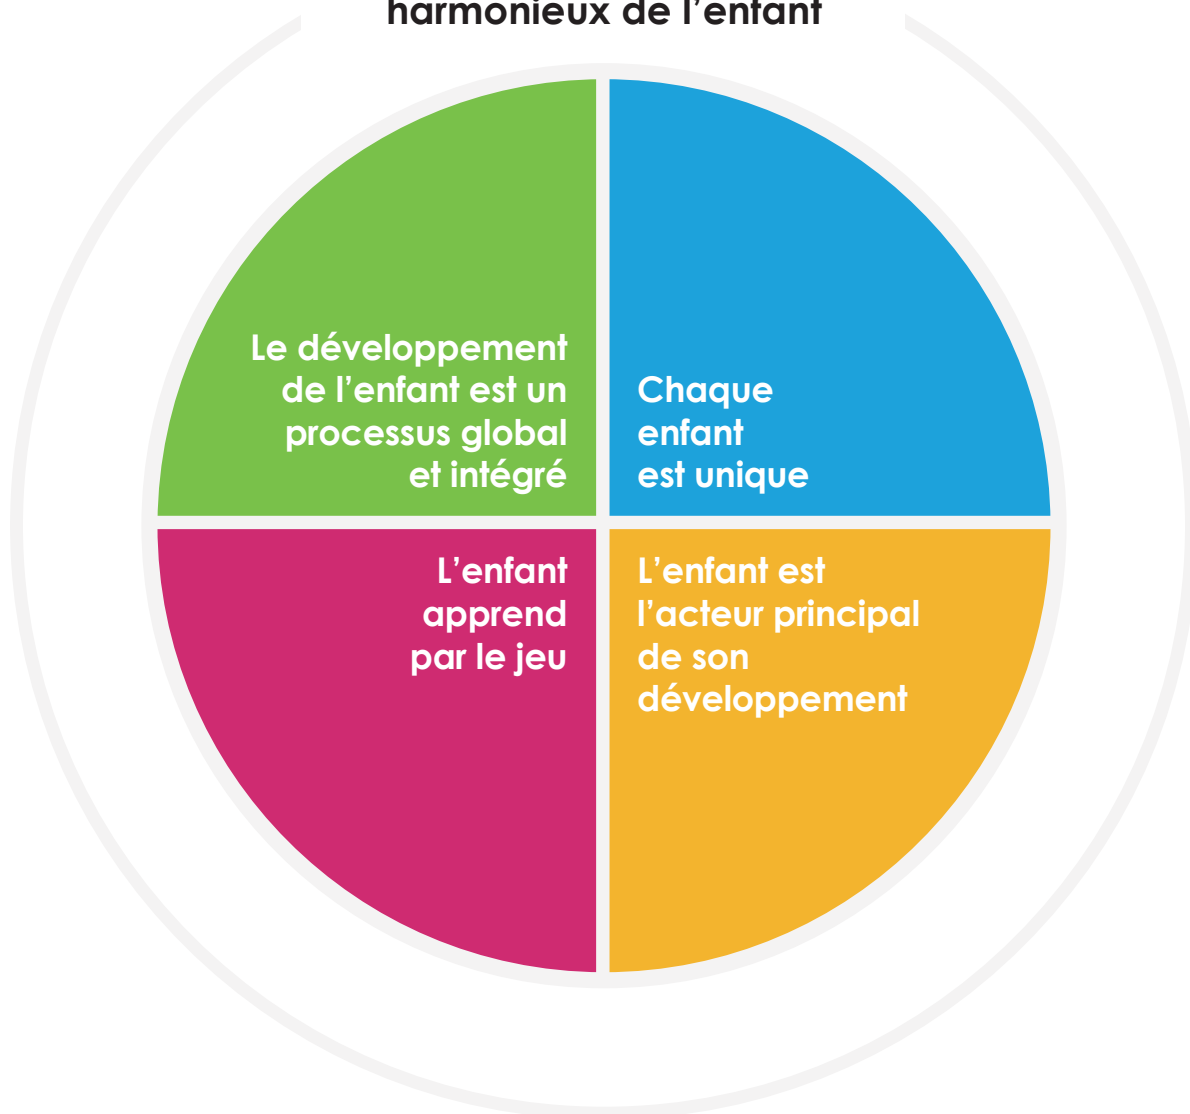 harmonieux de l’enfant
Le développement
de l’enfant est un
processus global
et intégré
Chaque
enfant
est unique
L’enfant
apprend
par le jeu
L’enfant est
l’acteur principal
de son
développement